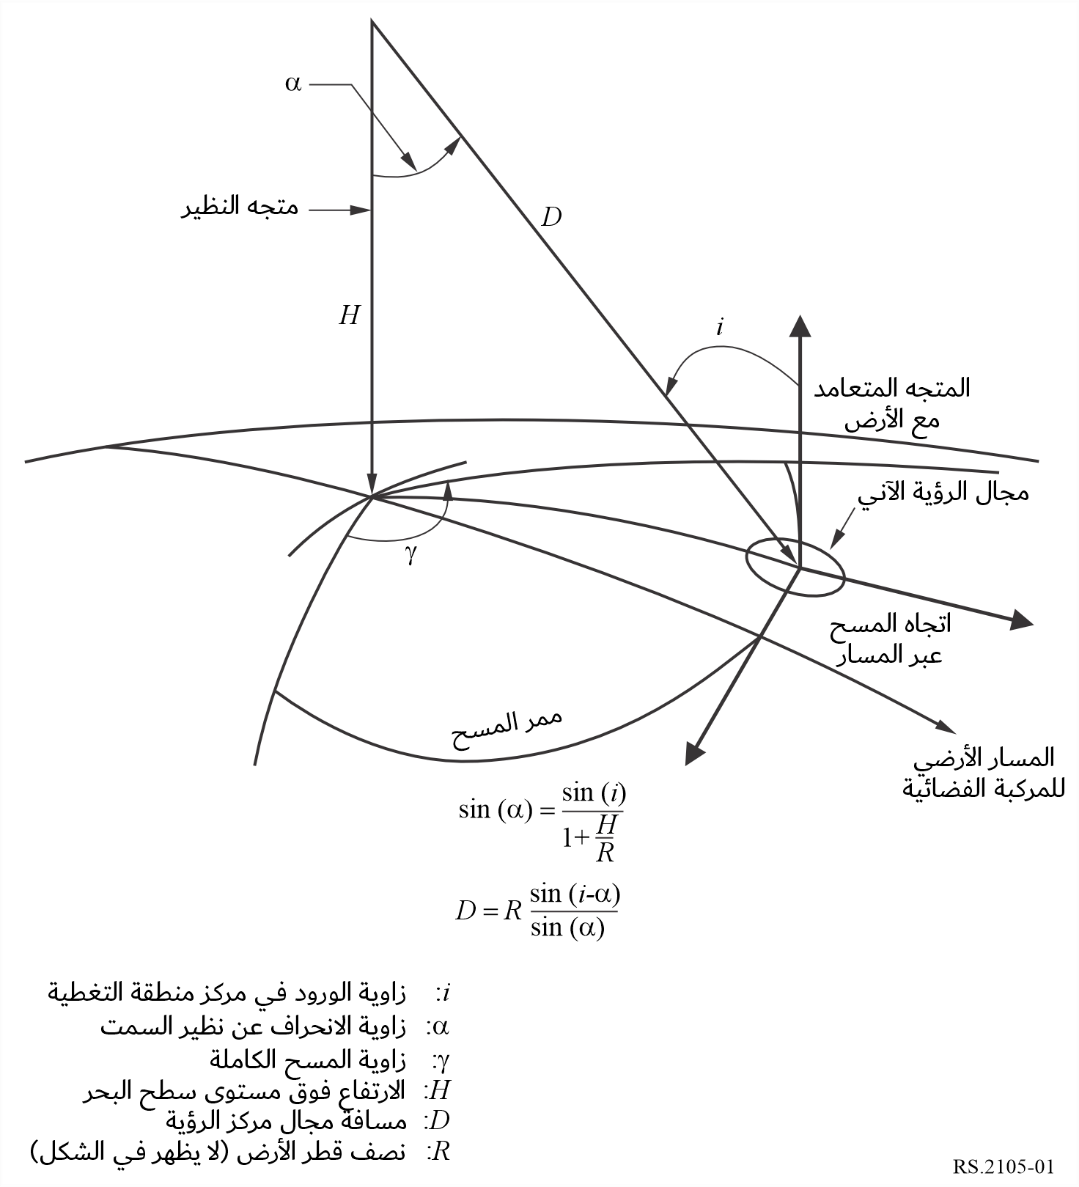 α
متجه النظير
D
H
i
المتجه المتعامد
مع الأرض
مجال الرؤية الآني
γ
اتجاه المسح
عبر المسار
ممر المسح
المسار الأرضي
للمركبة الفضائية
sin (α) = sin (i) / 1+ H/R
D = R sin (i-α) / sin (α)
i: زاوية الورود في مركز منطقة التغطية
α: زاوية الانحراف عن نظير السمت
γ: زاوية المسح الكاملة
H: الارتفاع فوق مستوى سطح البحر
D: مسافة مجال مركز الرؤية
R: نصف قطر الأرض (لا يظهر في الشكل)
RS.2105-01